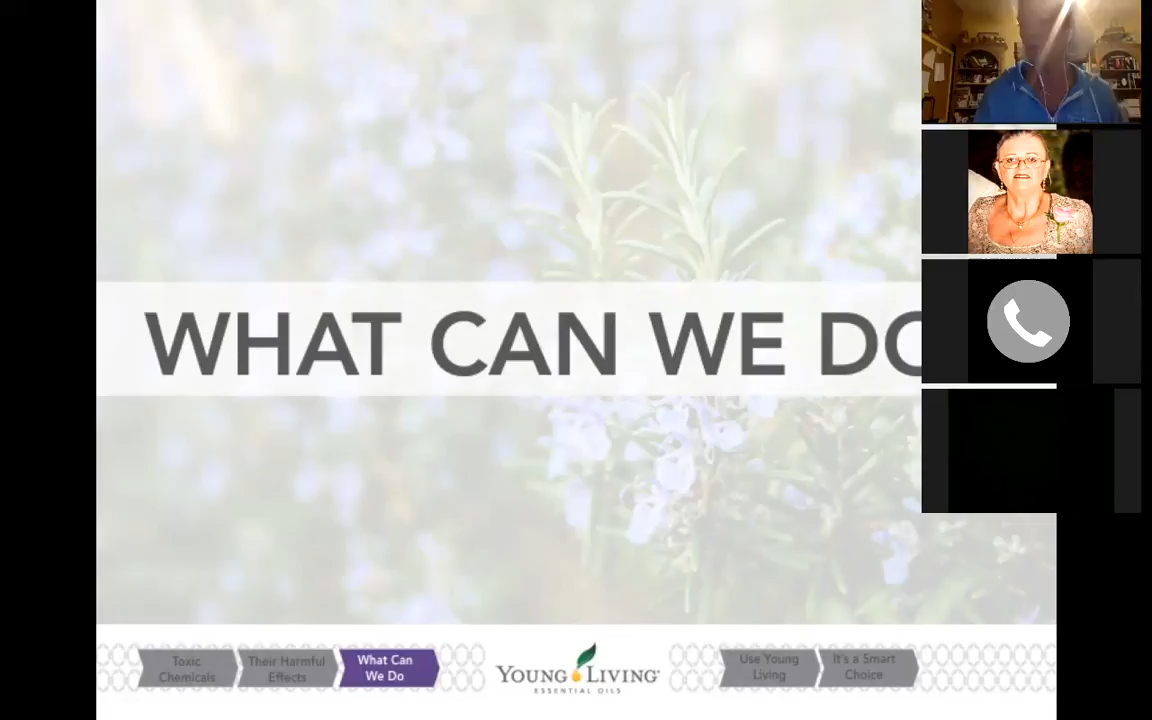 WHAT CAN WE DO
Toxic
Chemicals
Their Harmful
Effects
What Can
We Do
YOUNG LIVING
ESSENTIAL OILS
Use Young
Living
It's a Smart
Choice